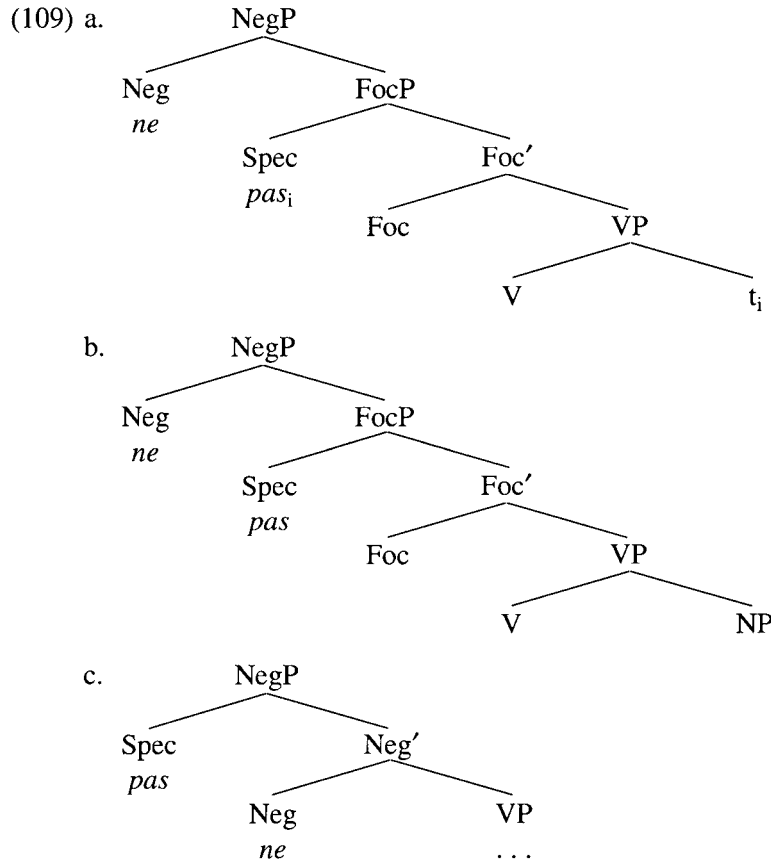 (109) a. NegP
Neg FocP
ne
Spec Foc′
pasᵢ
Foc VP
V tᵢ
b. NegP
Neg FocP
ne
Spec Foc′
pas
Foc VP
V NP
c. NegP
Spec Neg′
pas
Neg VP
ne . . .